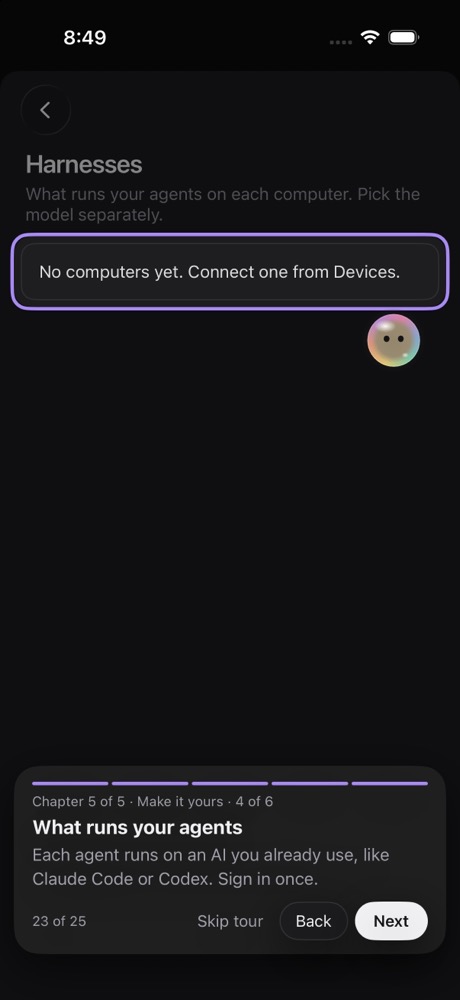 8:49
Harnesses
What runs your agents on each computer. Pick the
model separately.
No computers yet. Connect one from Devices.
Chapter 5 of 5 · Make it yours · 4 of 6
What runs your agents
Each agent runs on an AI you already use, like
Claude Code or Codex. Sign in once.
23 of 25
Skip tour
Back
Next